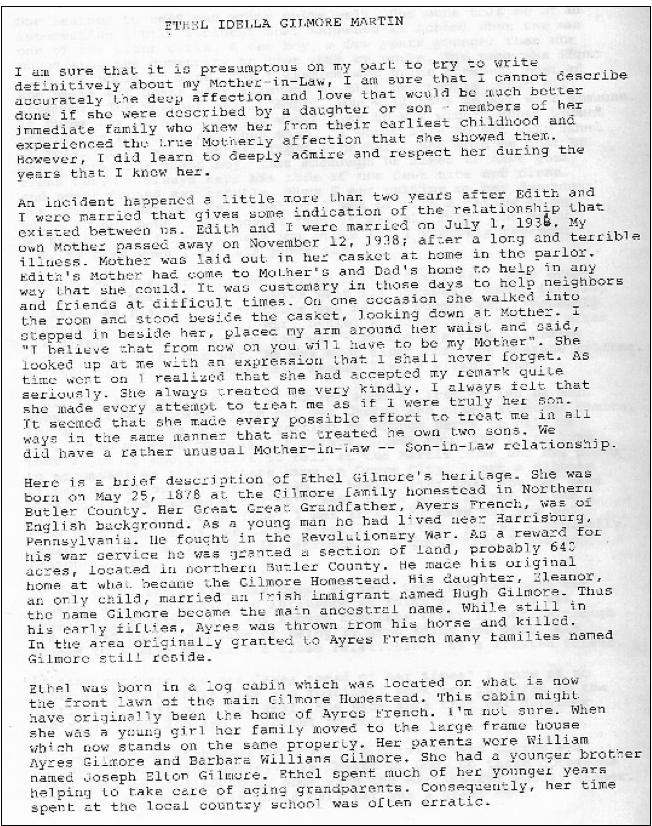 ETHEL IDELLA GILMORE MARTIN
I am sure that it is presumptous on my part to try to write
definitively about my Mother-in-Law, I am sure that I cannot describe
accurately the deep affection and love that would be much better
done if she were described by a daughter or son - members of her
immediate family who knew her from their earliest childhood and
experienced the true Motherly affection that she showed them.
However, I did learn to deeply admire and respect her during the
years that I knew her.
An incident happened a little more than two years after Edith and
I were married that gives some indication of the relationship that
existed between us. Edith and I were married on July 1, 1936. My
own Mother passed away on November 12, 1938; after a long and terrible
illness. Mother was laid out in her casket at home in the parlor.
Edith's Mother had come to Mother's and Dad's home to help in any
way that she could. It was customary in those days to help neighbors
and friends at difficult times. On one occasion she walked into
the room and stood beside the casket, looking down at Mother. I
stepped in beside her, placed my arm around her waist and said,
"I believe that from now on you will have to be my Mother". She
looked up at me with an expression that I shall never forget. As
time went on I realized that she had accepted my remark quite
seriously. She always treated me very kindly. I always felt that
she made every attempt to treat me as if I were truly her son.
It seemed that she made every possible effort to treat me in all
ways in the same manner that she treated he own two sons. We
did have a rather unusual Mother-in-Law -- Son-in-Law relationship.
Here is a brief description of Ethel Gilmore's heritage. She was
born on May 25, 1878 at the Gilmore family homestead in Northern
Butler County. Her Great Great Grandfather, Ayers French, was of
English background. As a young man he had lived near Harrisburg,
Pennsylvania. He fought in the Revolutionary War. As a reward for
his war service he was granted a section of land, probably 640
acres, located in northern Butler County. He made his original
home at what became the Gilmore Homestead. His daughter, Eleanor,
an only child, married an Irish immigrant named Hugh Gilmore. Thus
the name Gilmore became the main ancestral name. While still in
his early fifties, Ayres was thrown from his horse and killed.
In the area originally granted to Ayres French many families named
Gilmore still reside.
Ethel was born in a log cabin which was located on what is now
the front lawn of the main Gilmore Homestead. This cabin might
have originally been the home of Ayres French. I'm not sure. When
she was a young girl her family moved to the large frame house
which now stands on the same property. Her parents were William
Ayres Gilmore and Barbara Willians Gilmore. She had a younger brother
named Joseph Elton Gilmore. Ethel spent much of her younger years
helping to take care of aging grandparents. Consequently, her time
spent at the local country school was often erratic.